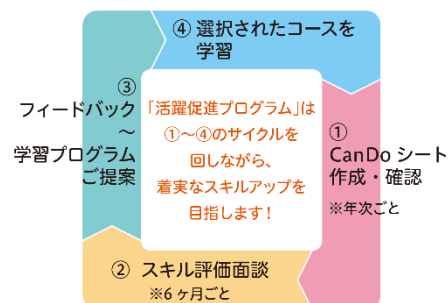 ④ 選択されたコースを
学習
③
フィードバック
～
学習プログラム
ご提案
「活躍促進プログラム」は
①～④のサイクルを
回しながら、
着実なスキルアップを
目指します！
①
CanDo シート
作成・確認
※年次ごと
② スキル評価面談
※6 ヶ月ごと